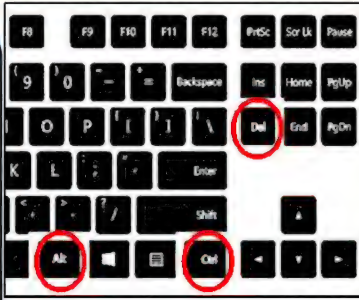 F8 F9 F10 F11 F12 PrtSc Scr Lk Pause
( 9 ) 0 - + = Backspace Ins Home PgUp
I O P { [ } ] | \ Del End PgDn
K L : ; " ' Enter
< , > . ? / Shift
Alt Ctrl